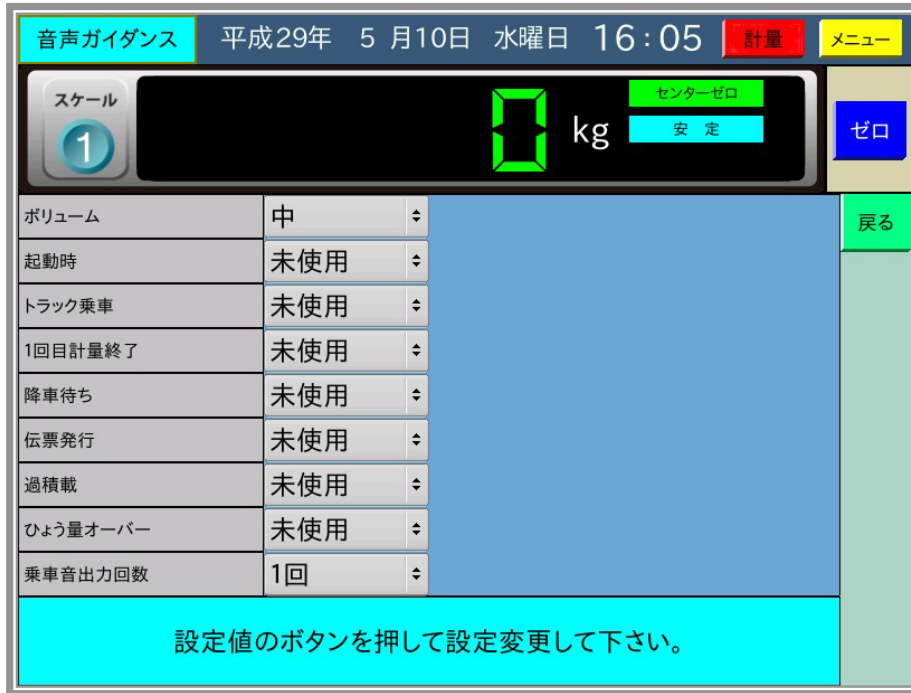 音声ガイダンス 平成29年 5 月10日 水曜日 16:05 計量 メニュー
スケール 1 0 kg センターゼロ ゼロ
安 定
ボリューム 中 戻る
起動時 未使用
トラック乗車 未使用
1回目計量終了 未使用
降車待ち 未使用
伝票発行 未使用
過積載 未使用
ひょう量オーバー 未使用
乗車音出力回数 1回
設定値のボタンを押して設定変更して下さい。